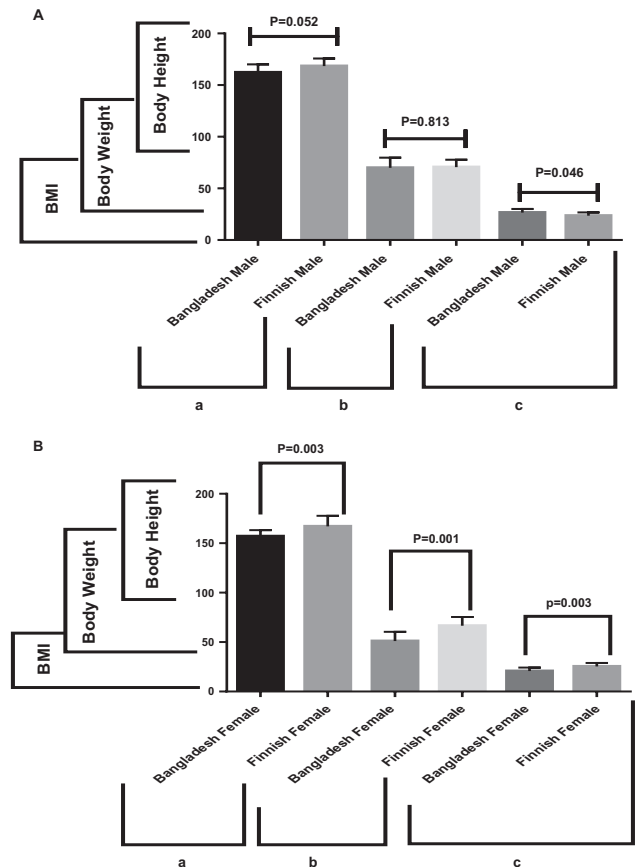 A
P=0.052
200
150
100
50
0
Body Height
Body Weight
BMI
P=0.813
P=0.046
Bangladesh Male
Finnish Male
Bangladesh Male
Finnish Male
Bangladesh Male
Finnish Male
a
b
c
B
P=0.003
200
150
100
50
0
Body Height
Body Weight
BMI
P=0.001
p=0.003
Bangladesh Female
Finnish Female
Bangladesh Female
Finnish Female
Bangladesh Female
Finnish Female
a
b
c